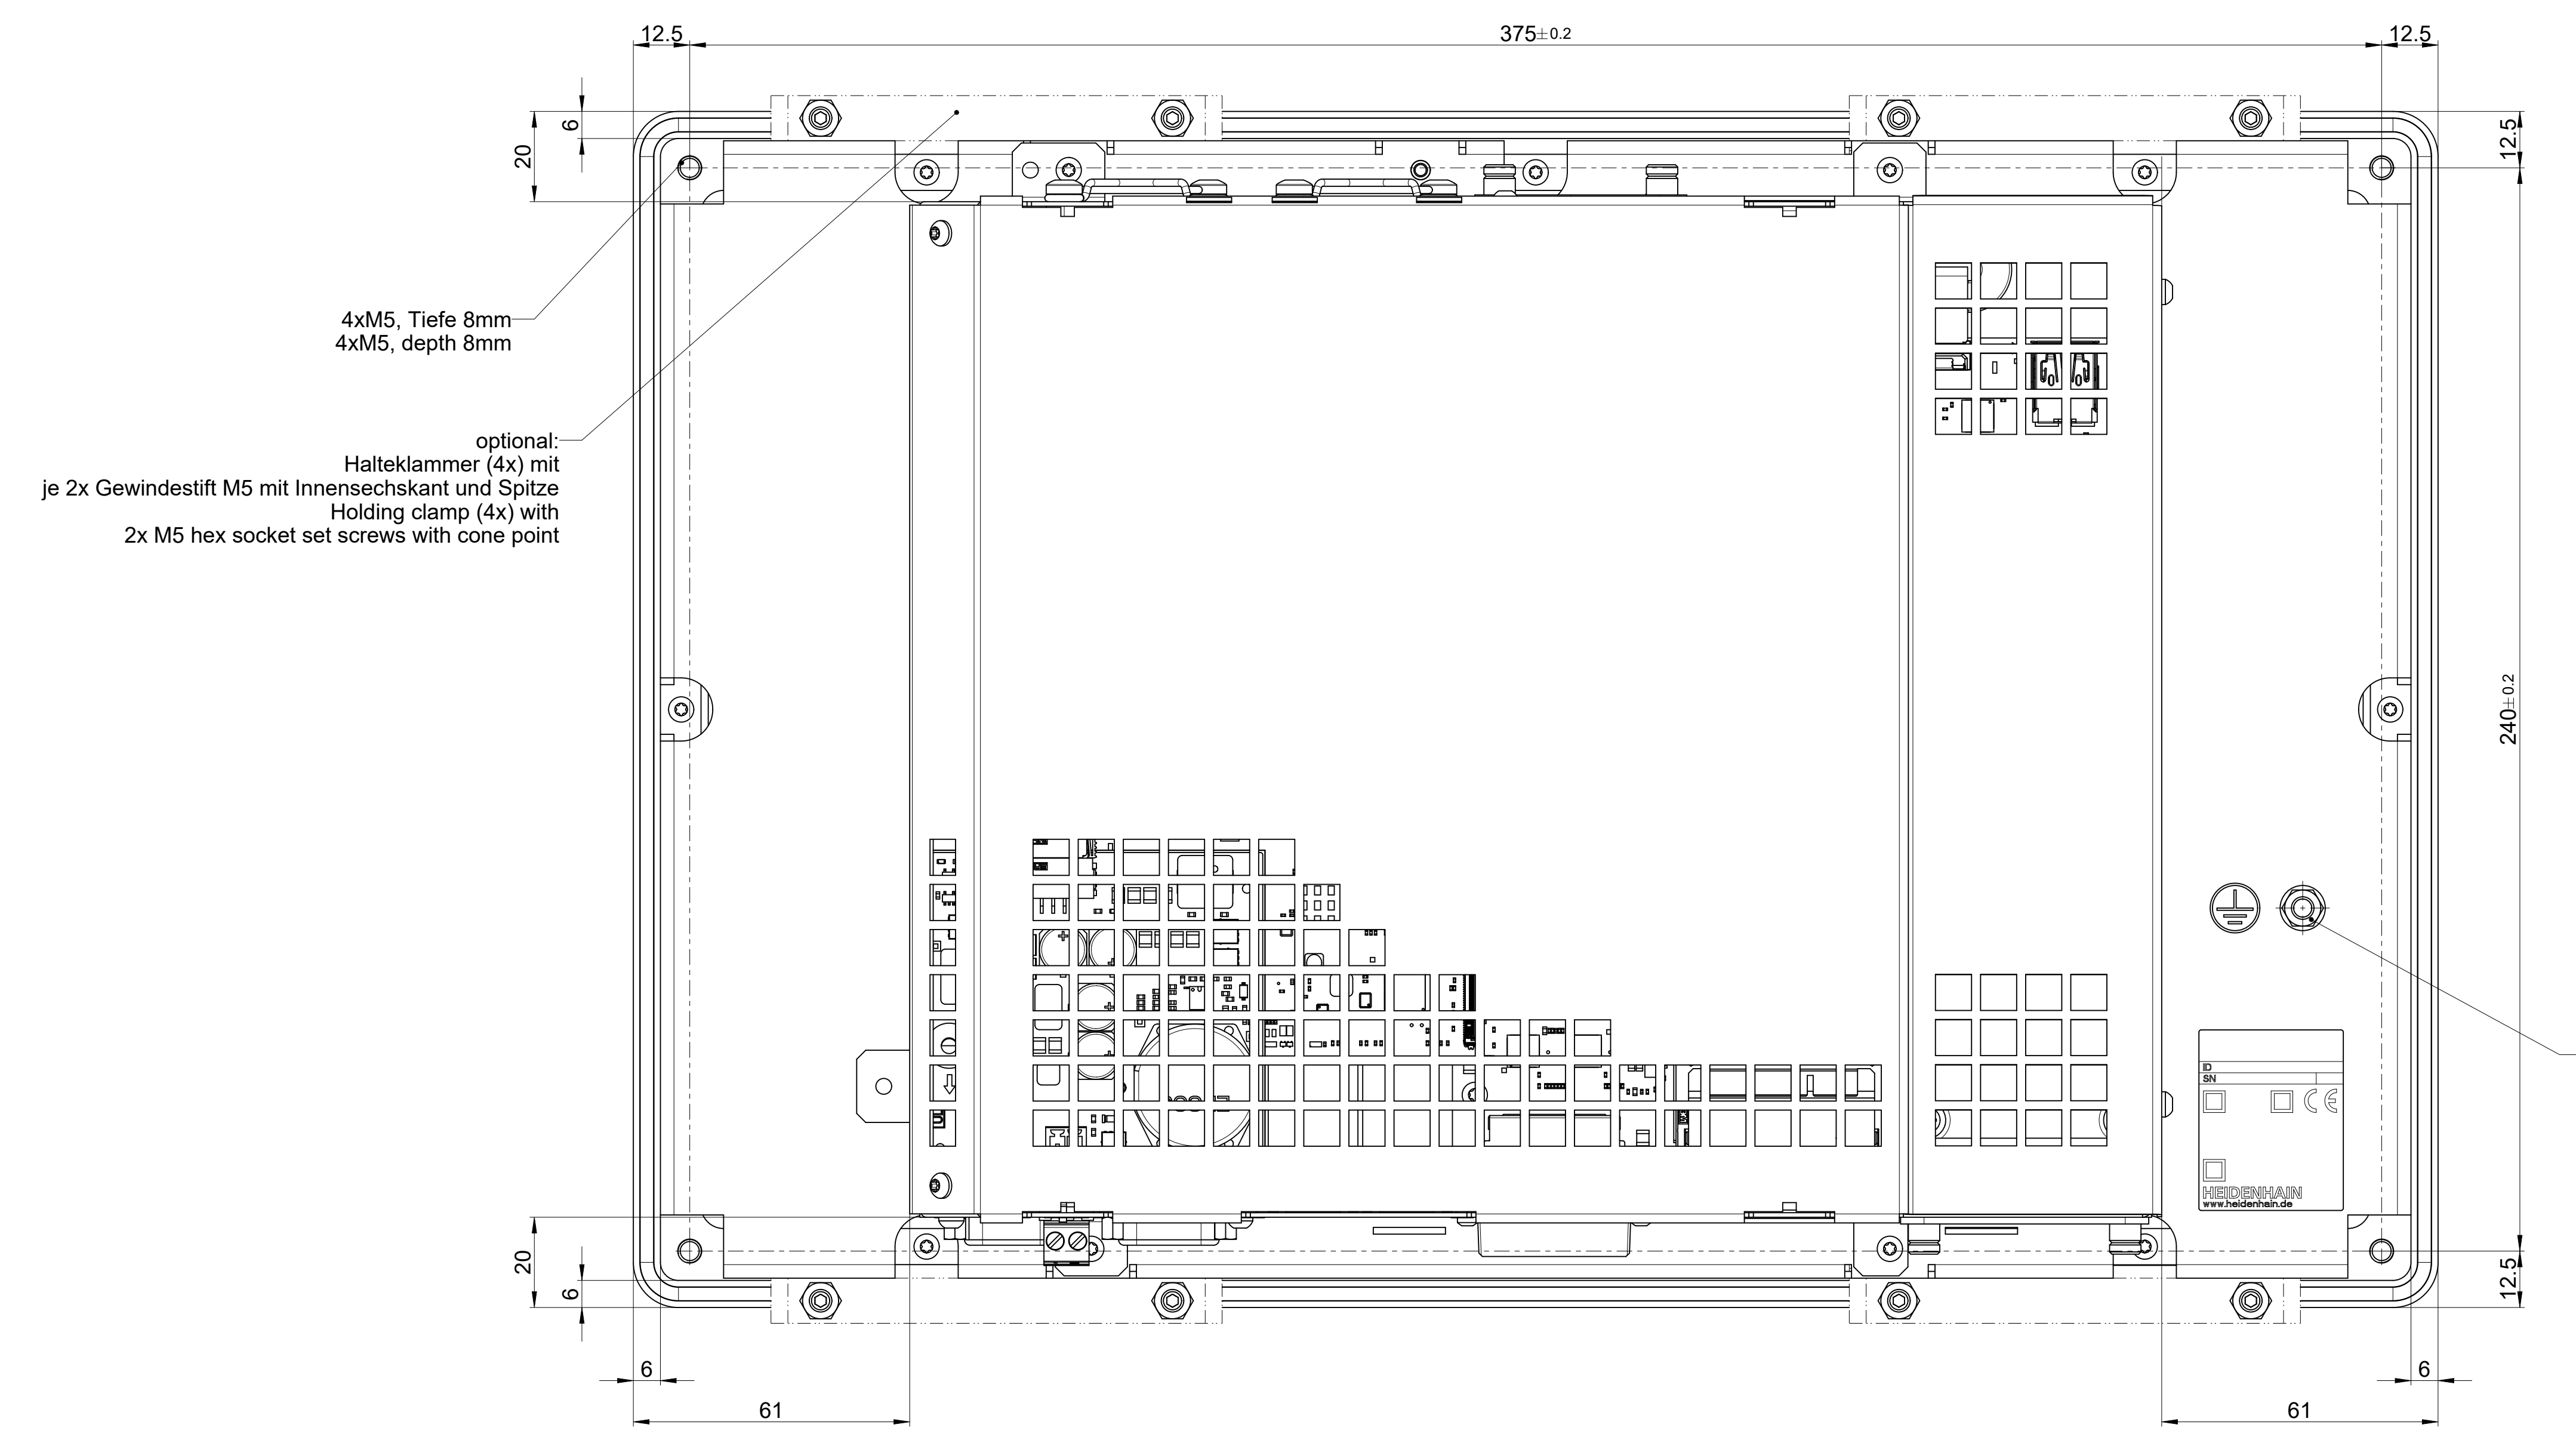 12.5
375±0.2
12.5
6
20
12.5
4xM5, Tiefe 8mm
4xM5, depth 8mm
optional:
Halteklammer (4x) mit
je 2x Gewindestift M5 mit Innensechskant und Spitze
Holding clamp (4x) with
2x M5 hex socket set screws with cone point
240±0.2
ID
SN
CE
HEIDENHAIN
www.heidenhain.de
20
6
12.5
6
6
61
61